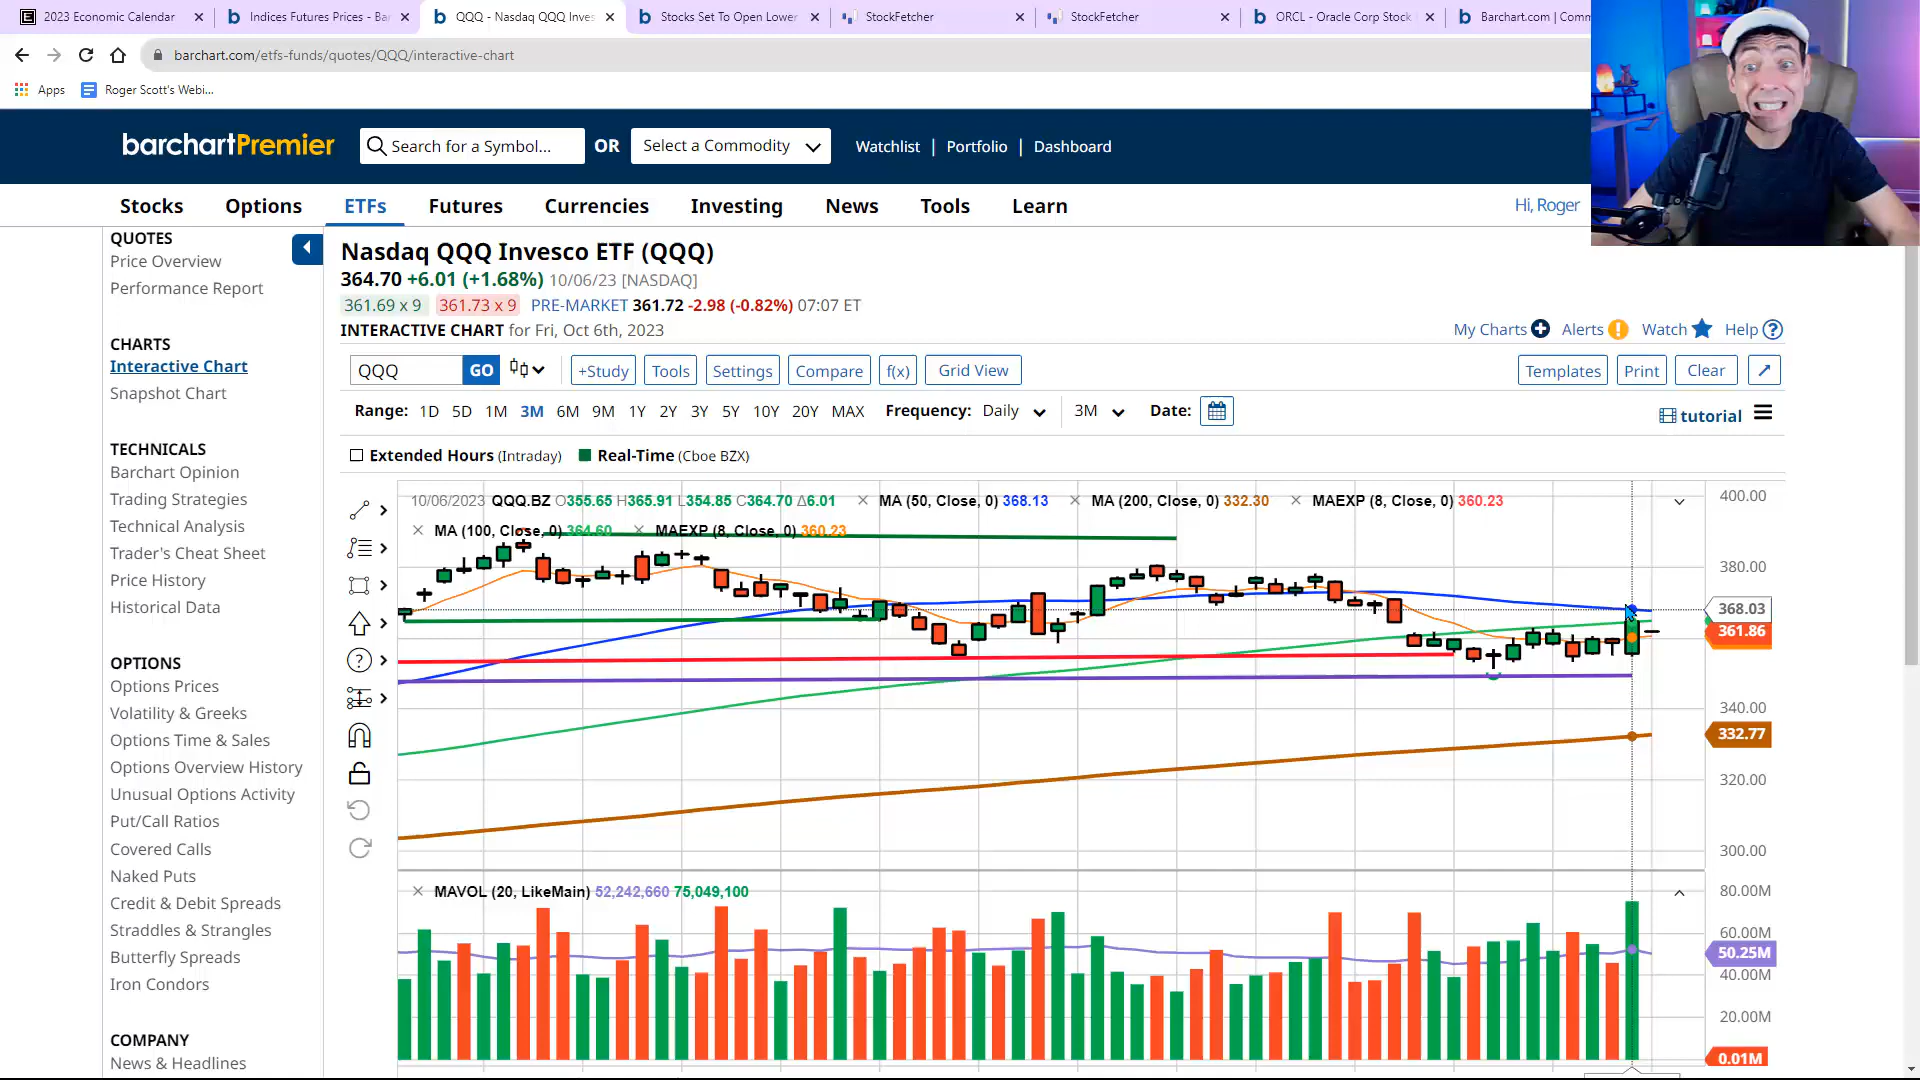 2023 Economic Calendar
Indices Futures Prices - Ba
QQQ - Nasdaq QQQ Inves
Stocks Set To Open Lower
StockFetcher
StockFetcher
ORCL - Oracle Corp Stock
Barchart.com | Comm
barchart.com/etfs-funds/quotes/QQQ/interactive-chart
Apps
Roger Scott's Webi...
barchartPremier
Search for a Symbol...
OR
Select a Commodity
Watchlist | Portfolio | Dashboard
Stocks Options ETFs Futures Currencies Investing News Tools Learn
Hi, Roger
QUOTES
Price Overview
Performance Report
CHARTS
Interactive Chart
Snapshot Chart
TECHNICALS
Barchart Opinion
Trading Strategies
Technical Analysis
Trader's Cheat Sheet
Price History
Historical Data
OPTIONS
Options Prices
Volatility & Greeks
Options Time & Sales
Options Overview History
Unusual Options Activity
Put/Call Ratios
Covered Calls
Naked Puts
Credit & Debit Spreads
Straddles & Strangles
Butterfly Spreads
Iron Condors
COMPANY
News & Headlines
Nasdaq QQQ Invesco ETF (QQQ)
364.70 +6.01 (+1.68%) 10/06/23 [NASDAQ]
361.69 x 9 361.73 x 9 PRE-MARKET 361.72 -2.98 (-0.82%) 07:07 ET
INTERACTIVE CHART for Fri, Oct 6th, 2023
My Charts Alerts Watch Help
QQQ GO +Study Tools Settings Compare f(x) Grid View Templates Print Clear
Range: 1D 5D 1M 3M 6M 9M 1Y 2Y 3Y 5Y 10Y 20Y MAX Frequency: Daily 3M Date:
tutorial
Extended Hours (Intraday) Real-Time (Cboe BZX)
10/06/2023 QQQ.BZ O355.65 H365.91 L354.85 C364.70 Δ6.01 MA (50, Close, 0) 368.13 MA (200, Close, 0) 332.30 MAEXP (8, Close, 0) 360.23
MA (100, Close, 0) 364.60 MAEXP (8, Close, 0) 360.23
400.00
380.00
368.03
361.86
340.00
332.77
320.00
300.00
MAVOL (20, LikeMain) 52,242,660 75,049,100
80.00M
60.00M
50.25M
40.00M
20.00M
0.01M